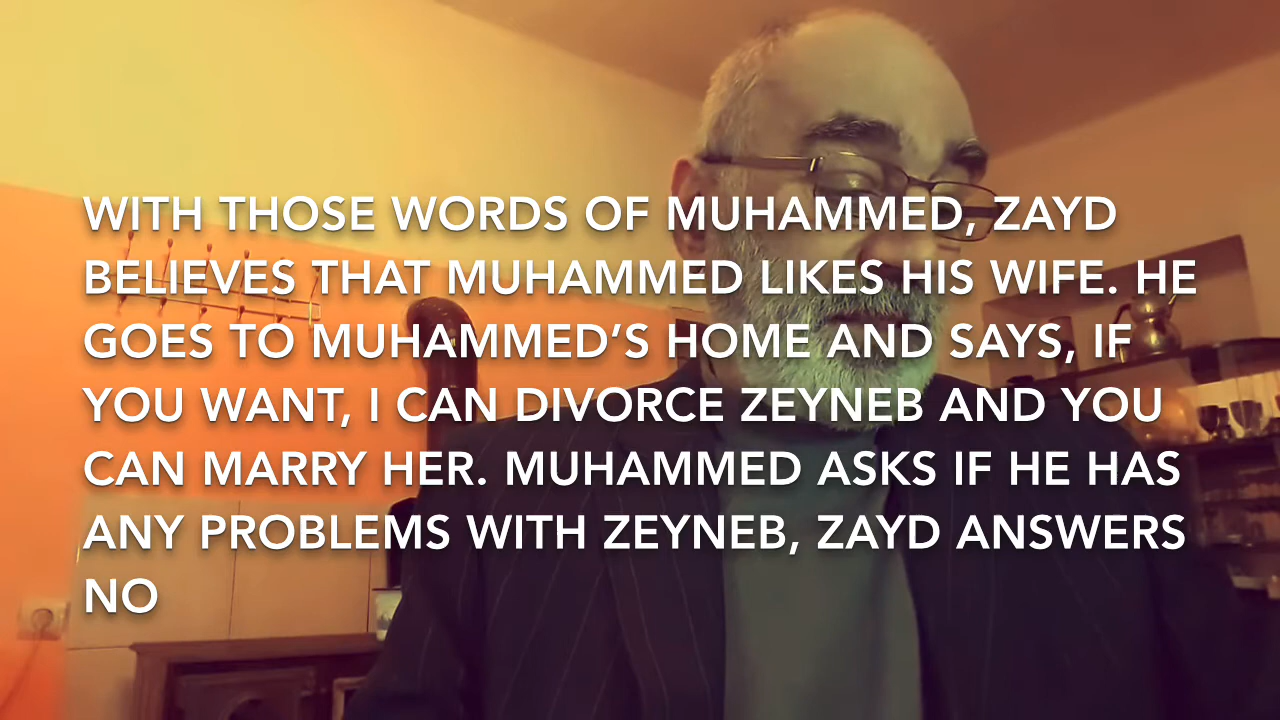 WITH THOSE WORDS OF MUHAMMED, ZAYD
BELIEVES THAT MUHAMMED LIKES HIS WIFE. HE
GOES TO MUHAMMED’S HOME AND SAYS, IF
YOU WANT, I CAN DIVORCE ZEYNEB AND YOU
CAN MARRY HER. MUHAMMED ASKS IF HE HAS
ANY PROBLEMS WITH ZEYNEB, ZAYD ANSWERS
NO